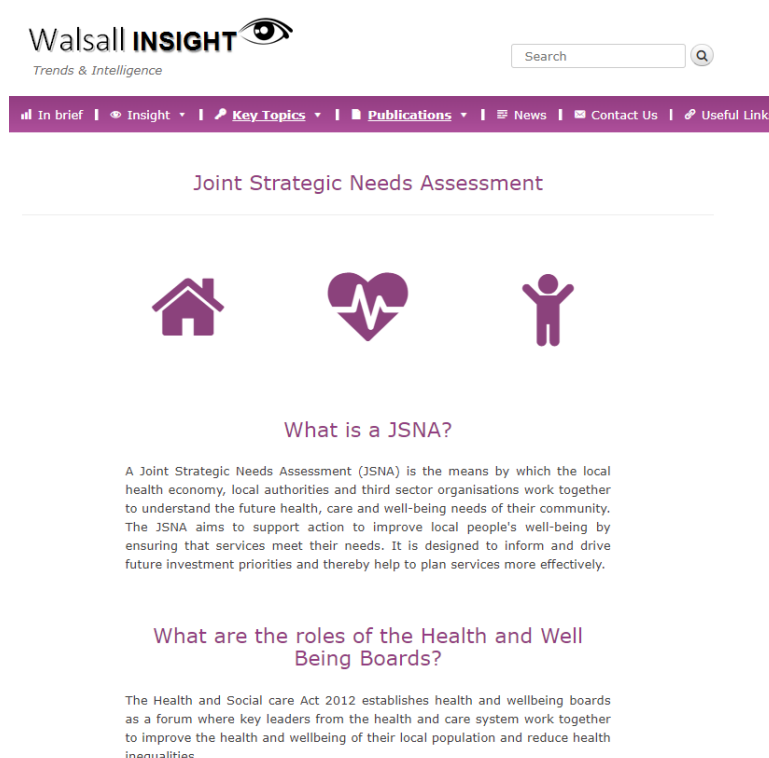 Walsall INSIGHT
Trends & Intelligence
Search
In brief | Insight | Key Topics | Publications | News | Contact Us | Useful Link
Joint Strategic Needs Assessment
What is a JSNA?
A Joint Strategic Needs Assessment (JSNA) is the means by which the local
health economy, local authorities and third sector organisations work together
to understand the future health, care and well-being needs of their community.
The JSNA aims to support action to improve local people's well-being by
ensuring that services meet their needs. It is designed to inform and drive
future investment priorities and thereby help to plan services more effectively.
What are the roles of the Health and Well
Being Boards?
The Health and Social care Act 2012 establishes health and wellbeing boards
as a forum where key leaders from the health and care system work together
to improve the health and wellbeing of their local population and reduce health
inequalities